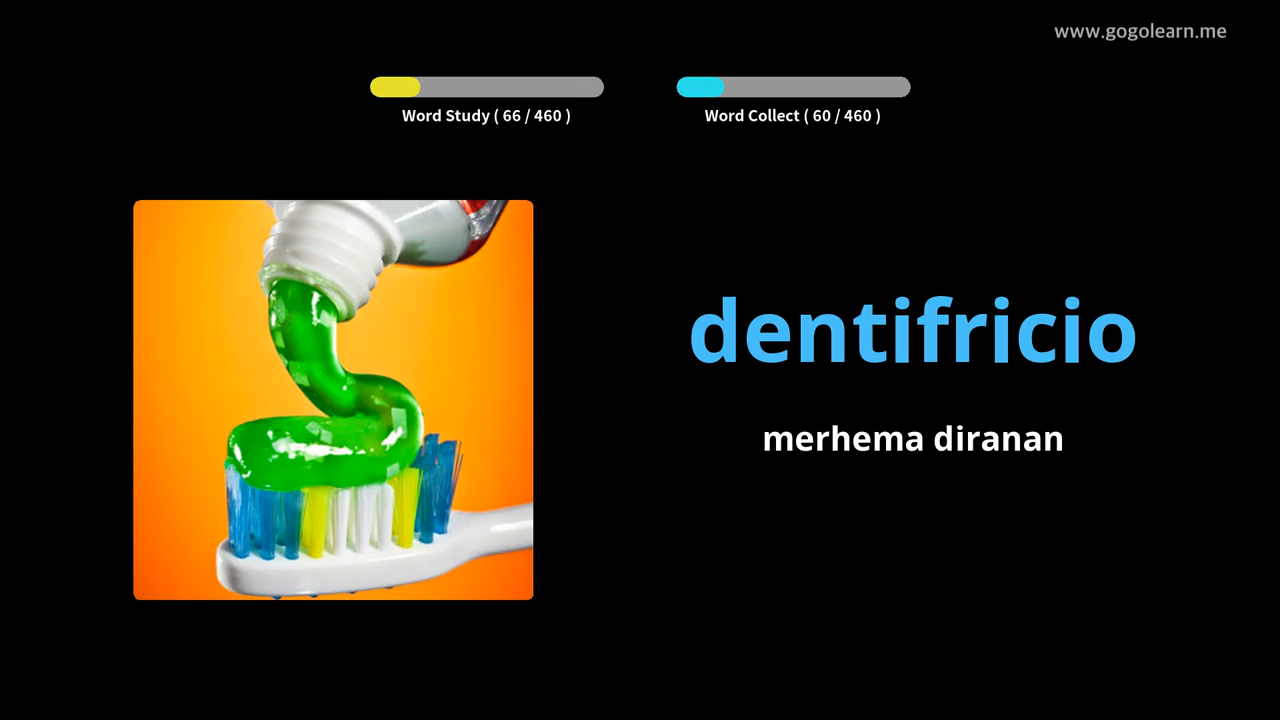 www.gogolearn.me
Word Study ( 66 / 460 )
Word Collect ( 60 / 460 )
dentifricio
merhema diranan